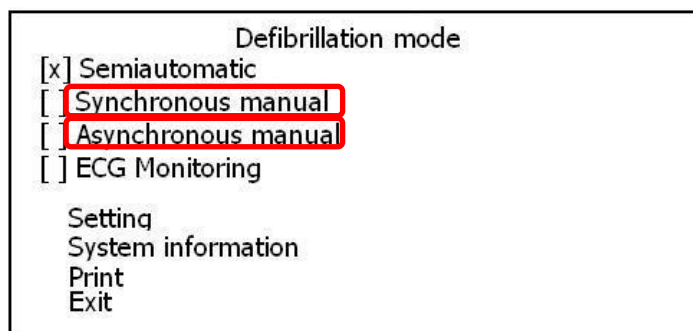 Defibrillation mode
[x] Semiautomatic
[ ] Synchronous manual
[ ] Asynchronous manual
[ ] ECG Monitoring
Setting
System information
Print
Exit